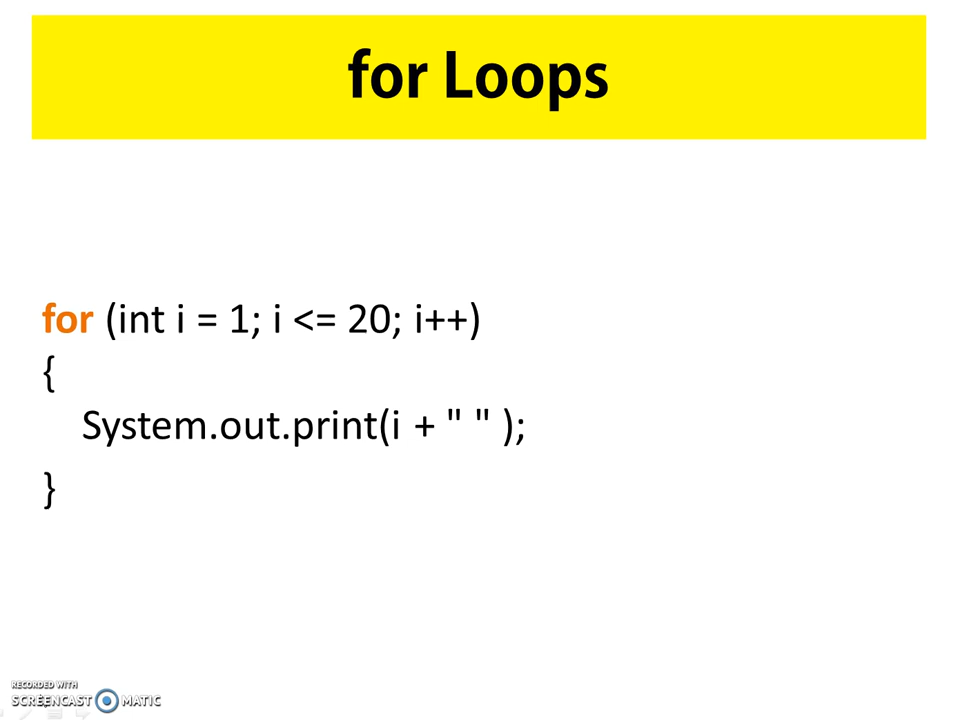 for Loops
for (int i = 1; i <= 20; i++)
{
System.out.print(i + " " );
}
RECORDED WITH
SCREENCAST MATIC